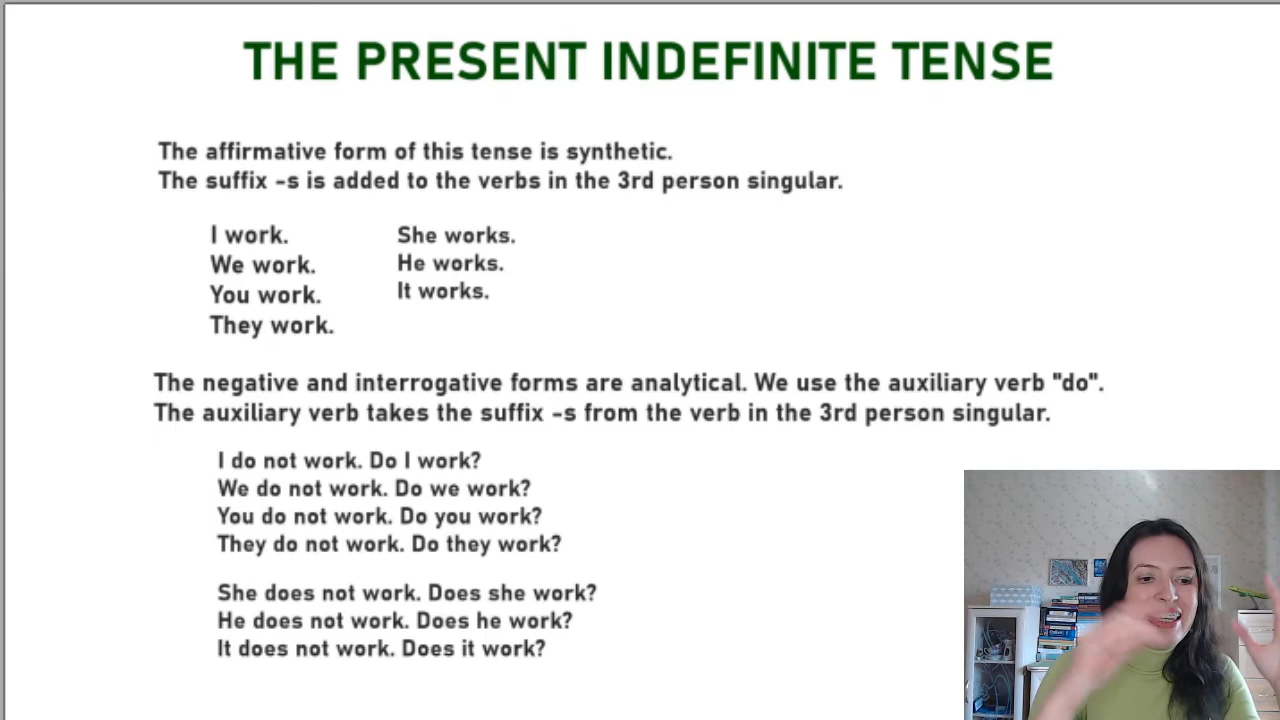 THE PRESENT INDEFINITE TENSE
The affirmative form of this tense is synthetic.
The suffix -s is added to the verbs in the 3rd person singular.
I work.
We work.
You work.
They work.
She works.
He works.
It works.
The negative and interrogative forms are analytical. We use the auxiliary verb "do".
The auxiliary verb takes the suffix -s from the verb in the 3rd person singular.
I do not work. Do I work?
We do not work. Do we work?
You do not work. Do you work?
They do not work. Do they work?
She does not work. Does she work?
He does not work. Does he work?
It does not work. Does it work?